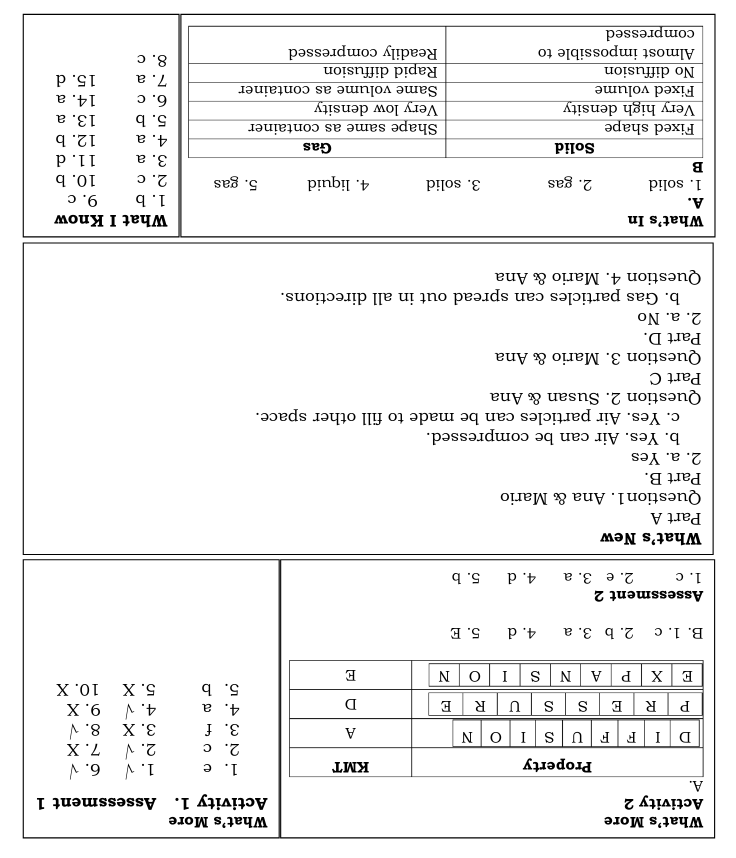 What's More
Activity 2
A.
Property KMT
D I F F U S I O N A
P R E S S U R E D
E X P A N S I O N E
B. 1. c 2. b 3. a 4. d 5. E
Assessment 2
1. c 2. e 3. a 4. d 5. b
What's More
Activity 1. Assessment 1
1. e 1. √ 6. √
2. c 2. √ 7. X
3. f 3. X 8. √
4. a 4. √ 9. X
5. b 5. X 10. X
What's New
Part A
Question1. Ana & Mario
Part B.
2. a. Yes
b. Yes. Air can be compressed.
c. Yes. Air particles can be made to fill other space.
Question 2. Susan & Ana
Part C
Question 3. Mario & Ana
Part D.
2. a. No
b. Gas particles can spread out in all directions.
Question 4. Mario & Ana
What's In
A.
1. solid 2. gas 3. solid 4. liquid 5. gas
B
Solid Gas
Fixed shape Shape same as container
Very high density Very low density
Fixed volume Same volume as container
No diffusion Rapid diffusion
Almost impossible to Readily compressed
compressed
What I Know
1. b 9. c
2. c 10. b
3. a 11. d
4. a 12. b
5. b 13. a
6. c 14. a
7. a 15. d
8. c